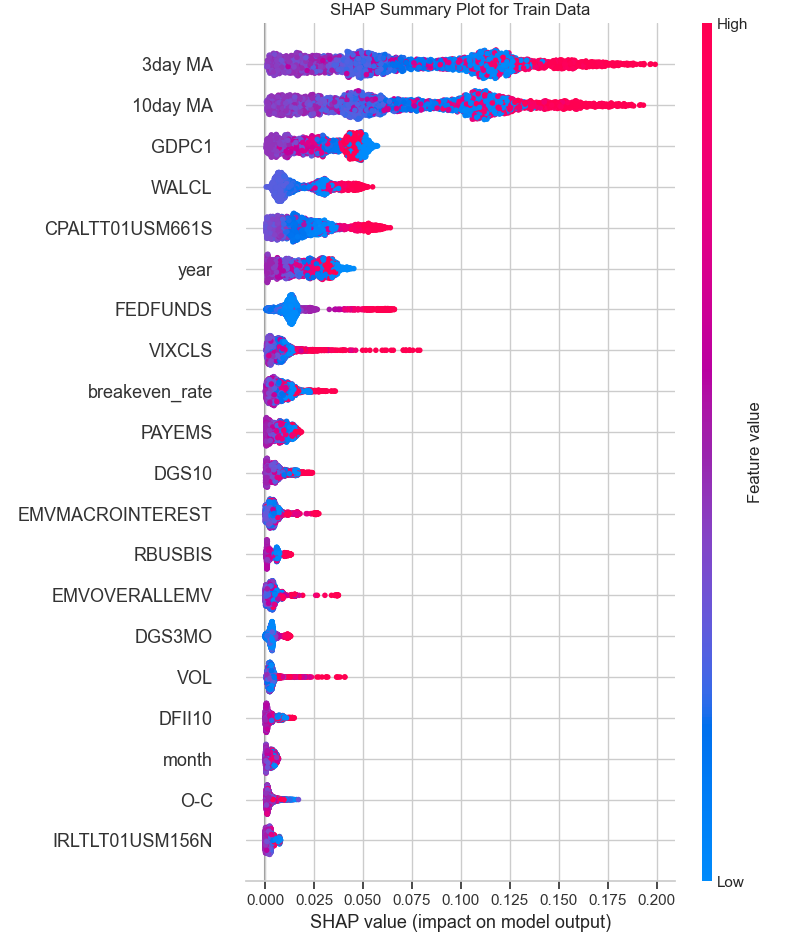 SHAP Summary Plot for Train Data
High
3day MA
10day MA
GDPC1
WALCL
CPALTT01USM661S
year
FEDFUNDS
VIXCLS
breakeven_rate
PAYEMS
DGS10
EMVMACROINTEREST
RBUSBIS
EMVOVERALLEMV
DGS3MO
VOL
DFII10
month
O-C
IRLTLT01USM156N
Feature value
Low
0.000 0.025 0.050 0.075 0.100 0.125 0.150 0.175 0.200
SHAP value (impact on model output)